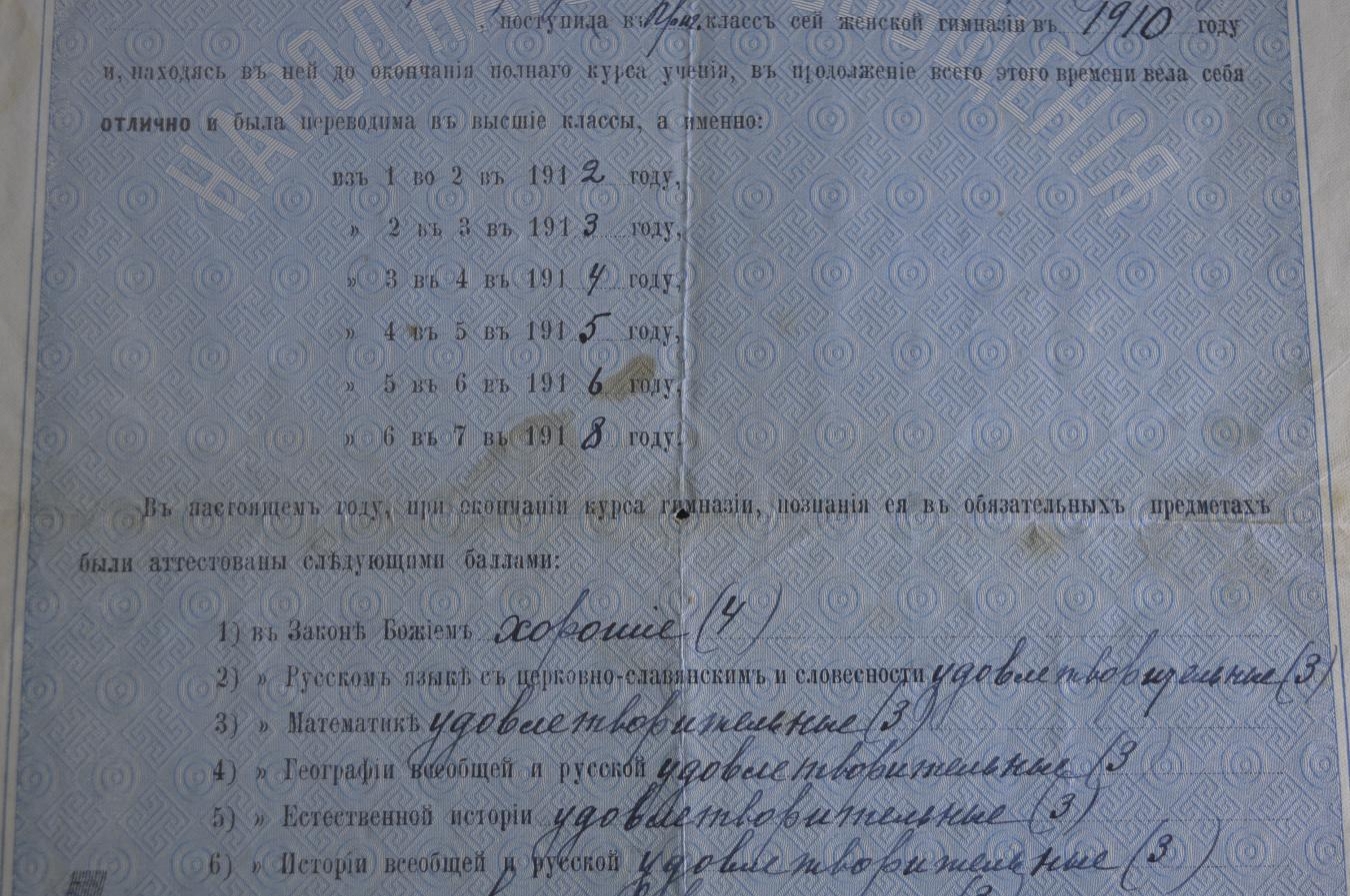 , поступила въ Приг. классъ сей женской гимназіи въ 1910 году
и, находясь въ ней до окончанія полнаго курса ученія, въ продолженіе всего этого времени вела себя
отлично и была переводима въ высшіе классы, а именно:
изъ 1 во 2 въ 1912 году,
» 2 въ 3 въ 1913 году,
» 3 въ 4 въ 1914 году,
» 4 въ 5 въ 1915 году,
» 5 въ 6 въ 1916 году,
» 6 въ 7 въ 1918 году.
Въ настоящемъ году, при окончаніи курса гимназіи, познанія ея въ обязательныхъ предметахъ
были аттестованы слѣдующими баллами:
1) въ Законѣ Божіемъ хорошіе (4)
2) » Русскомъ языкѣ съ церковно-славянскимъ и словесности удовлетворительные (3)
3) » Математикѣ удовлетворительные (3)
4) » Географіи всеобщей и русской удовлетворительные (3
5) » Естественной исторіи удовлетворительные (3)
6) » Исторіи всеобщей и русской удовлетворительные (3)